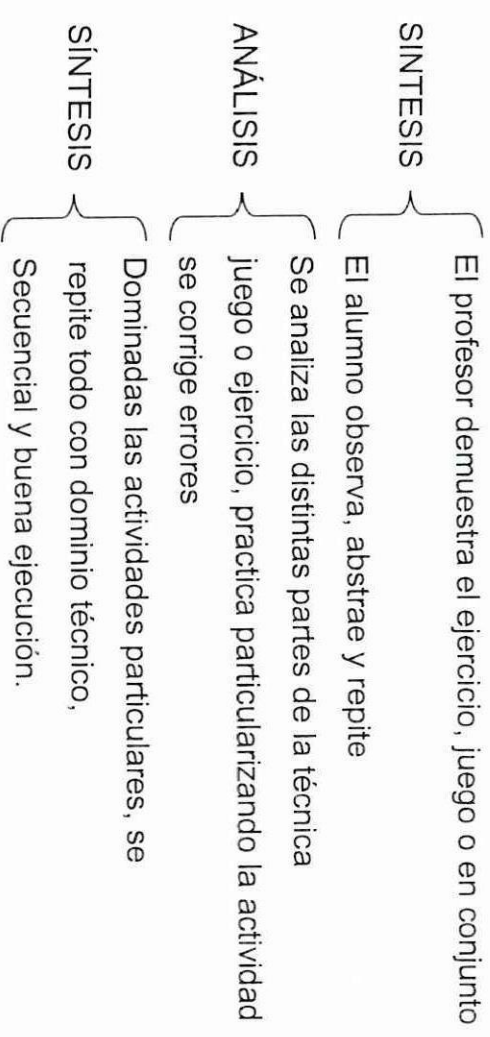 SINTESIS
El profesor demuestra el ejercicio, juego o en conjunto
El alumno observa, abstrae y repite
ANÁLISIS
Se analiza las distintas partes de la técnica
juego o ejercicio, practica particularizando la actividad
se corrige errores
SÍNTESIS
Dominadas las actividades particulares, se
repite todo con dominio técnico,
Secuencial y buena ejecución.